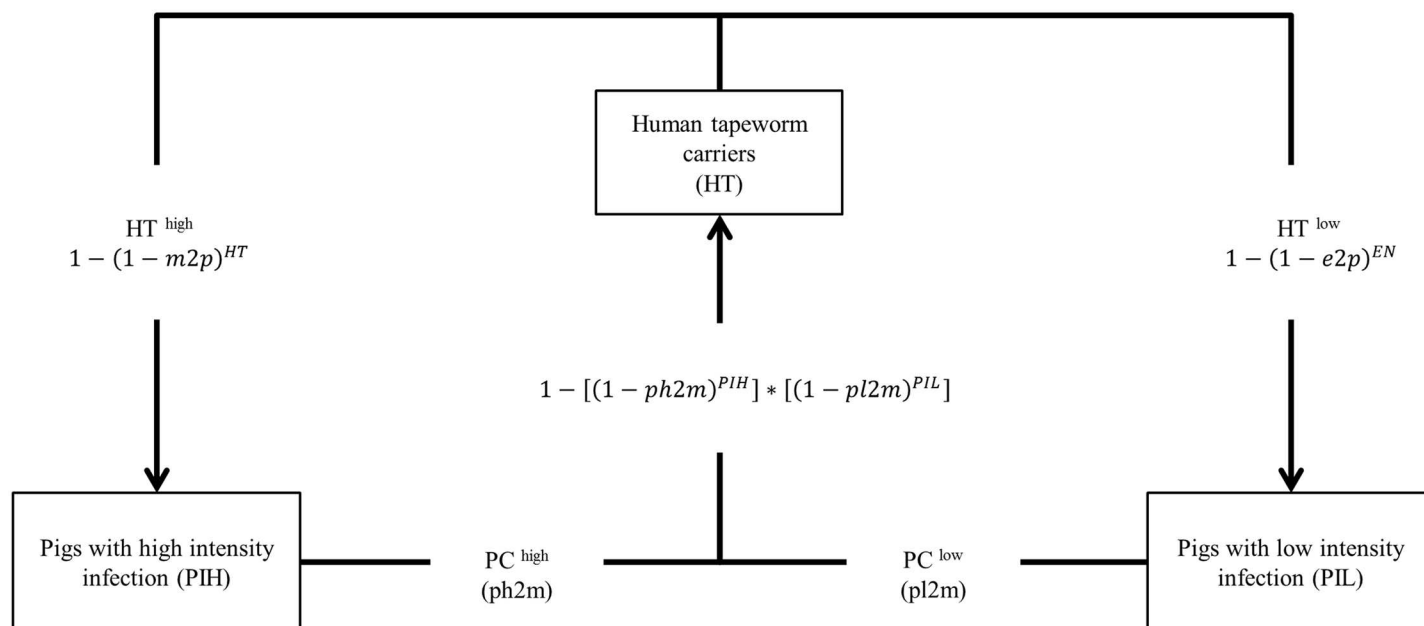 Human tapeworm
carriers
(HT)
HT high
1 − (1 − m2p)^HT
HT low
1 − (1 − e2p)^EN
1 − [(1 − ph2m)^PIH] ∗ [(1 − pl2m)^PIL]
Pigs with high intensity
infection (PIH)
PC high
(ph2m)
PC low
(pl2m)
Pigs with low intensity
infection (PIL)